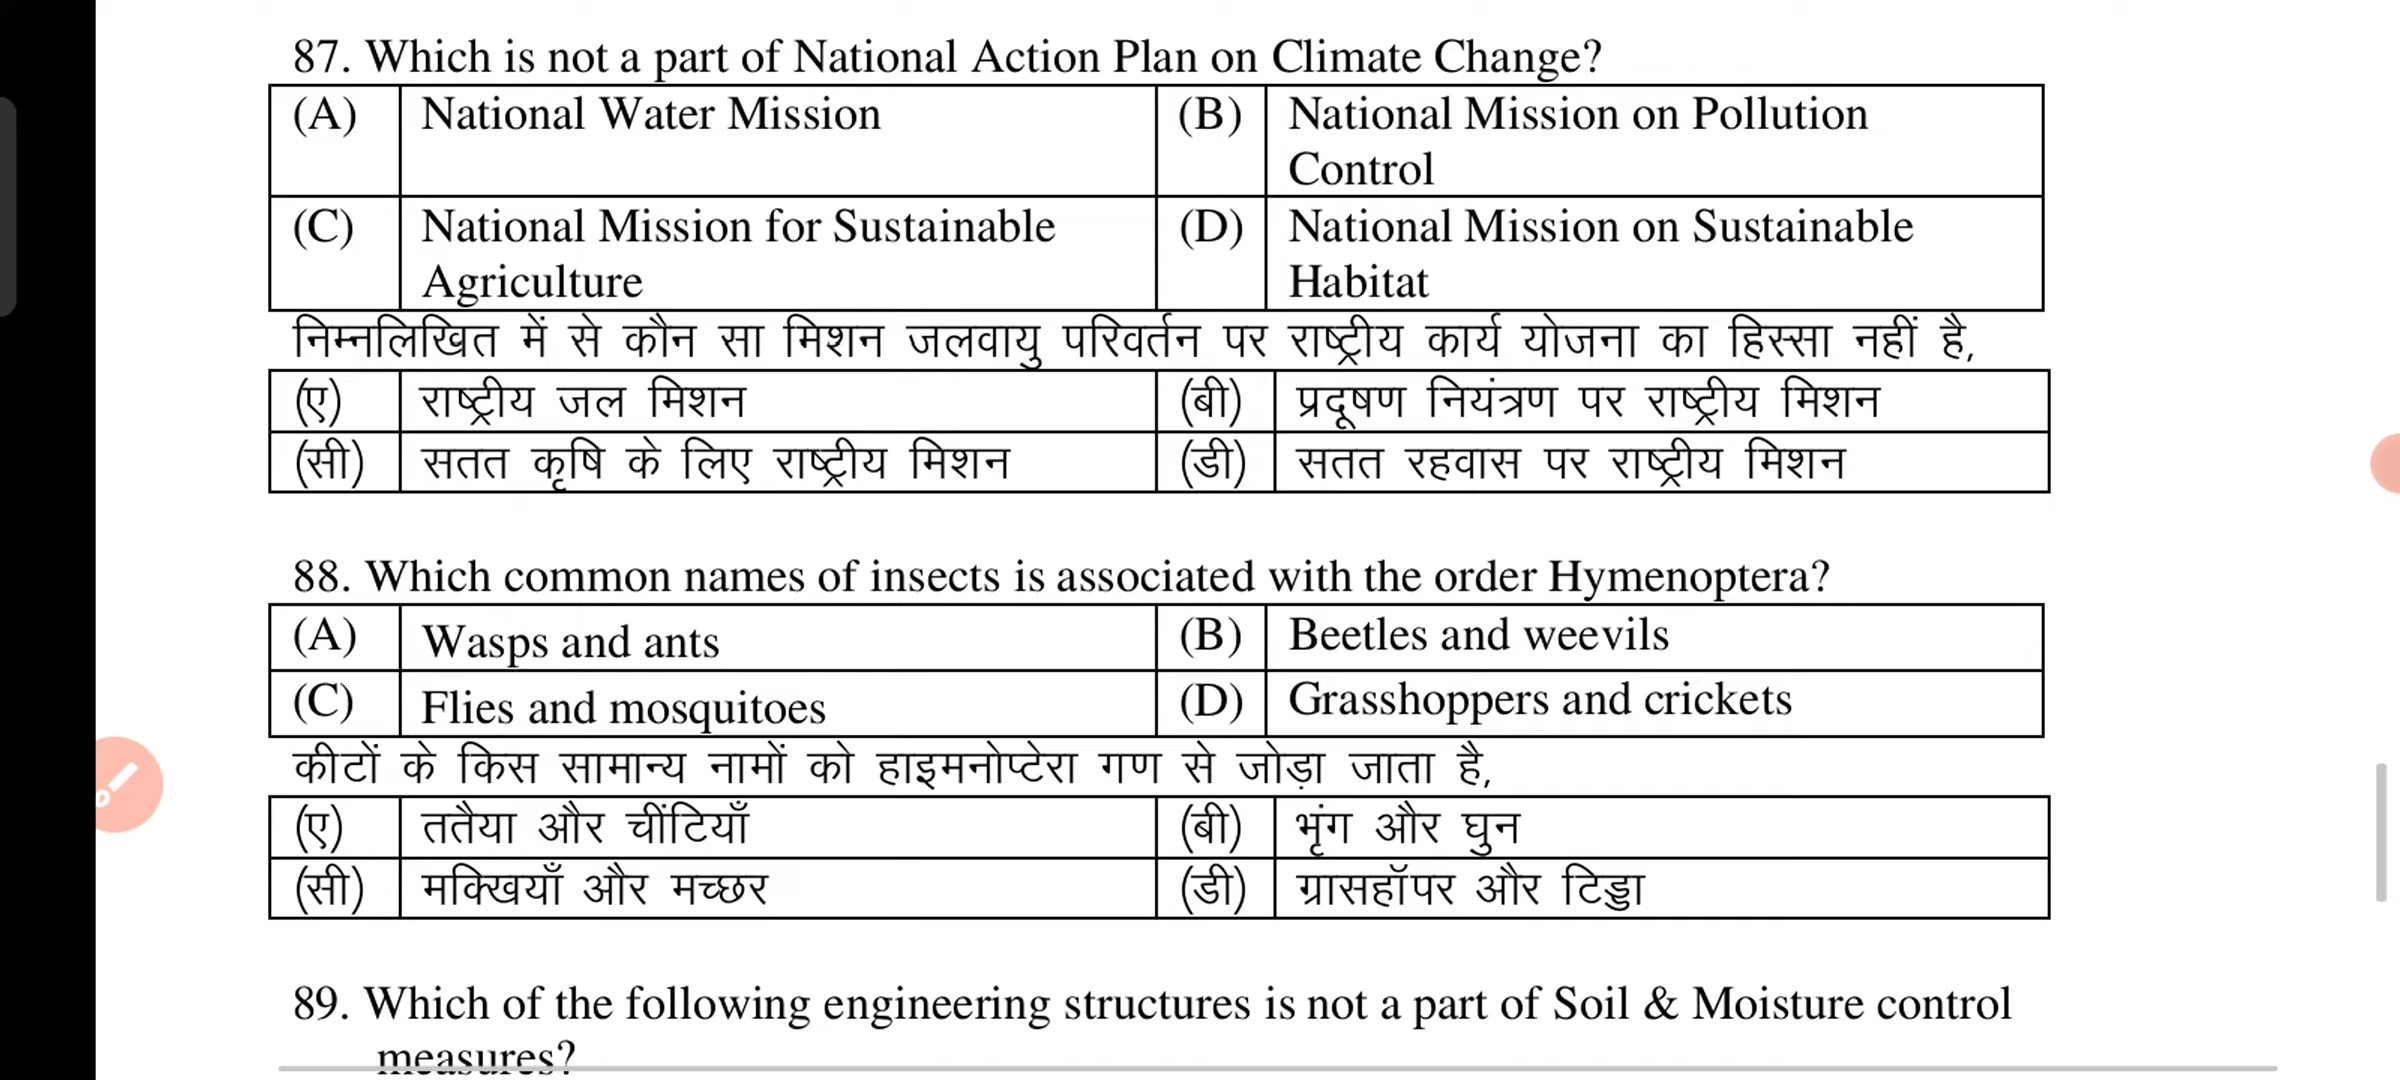 87. Which is not a part of National Action Plan on Climate Change?
(A) National Water Mission (B) National Mission on Pollution
Control
(C) National Mission for Sustainable (D) National Mission on Sustainable
Agriculture Habitat
निम्नलिखित में से कौन सा मिशन जलवायु परिवर्तन पर राष्ट्रीय कार्य योजना का हिस्सा नहीं है,
(ए) राष्ट्रीय जल मिशन (बी) प्रदूषण नियंत्रण पर राष्ट्रीय मिशन
(सी) सतत कृषि के लिए राष्ट्रीय मिशन (डी) सतत रहवास पर राष्ट्रीय मिशन
88. Which common names of insects is associated with the order Hymenoptera?
(A) Wasps and ants (B) Beetles and weevils
(C) Flies and mosquitoes (D) Grasshoppers and crickets
कीटों के किस सामान्य नामों को हाइमनोप्टेरा गण से जोड़ा जाता है,
(ए) ततैया और चींटियाँ (बी) भृंग और घुन
(सी) मक्खियाँ और मच्छर (डी) ग्रासहॉपर और टिड्डा
89. Which of the following engineering structures is not a part of Soil & Moisture control
measures?